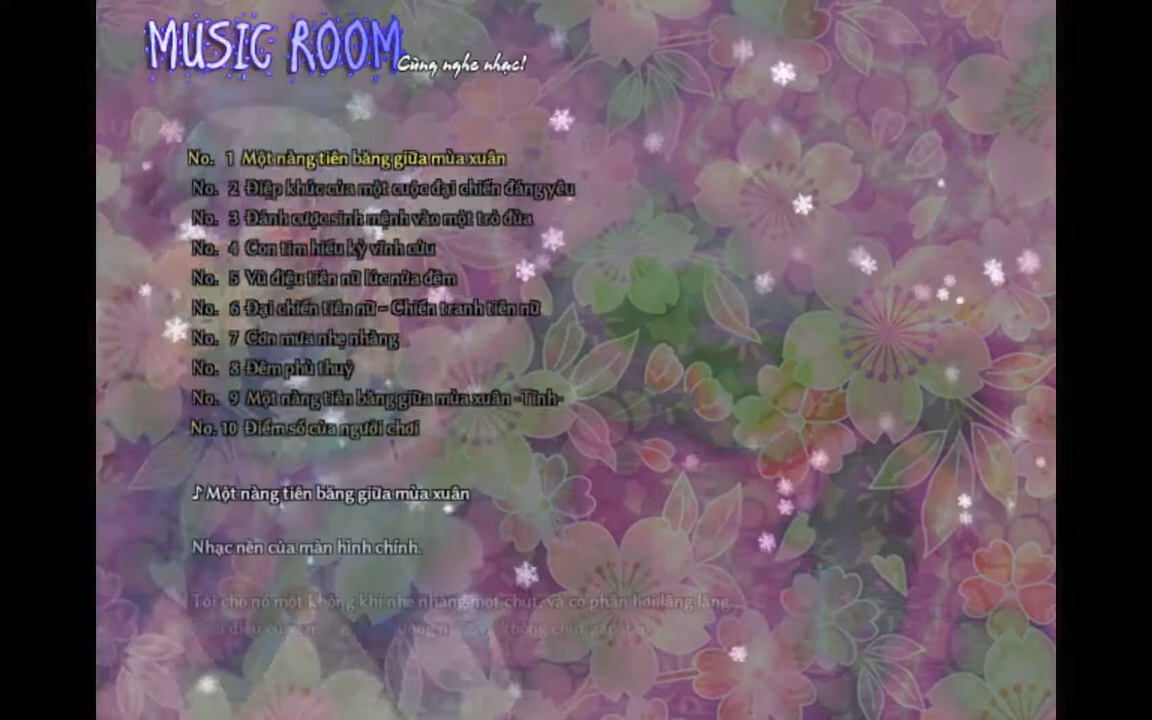 MUSIC ROOM
Cùng nghe nhạc!
No. 1 Một nàng tiên băng giữa mùa xuân
No. 2 Điệp khúc của một cuộc đại chiến đáng yêu
No. 3 Đánh cược sinh mệnh vào một trò đùa
No. 4 Con tim hiếu kỳ vĩnh cửu
No. 5 Vũ điệu tiên nữ lúc nửa đêm
No. 6 Đại chiến tiên nữ ~ Chiến tranh tiên nữ
No. 7 Cơn mưa nhẹ nhàng
No. 8 Đêm phù thuỷ
No. 9 Một nàng tiên băng giữa mùa xuân -Tĩnh-
No. 10 Điểm số của người chơi
♪Một nàng tiên băng giữa mùa xuân
Nhạc nền của màn hình chính.
Tôi cho nó một không khí nhẹ nhàng một chút, và có phần hơi lâng lâng
không chút